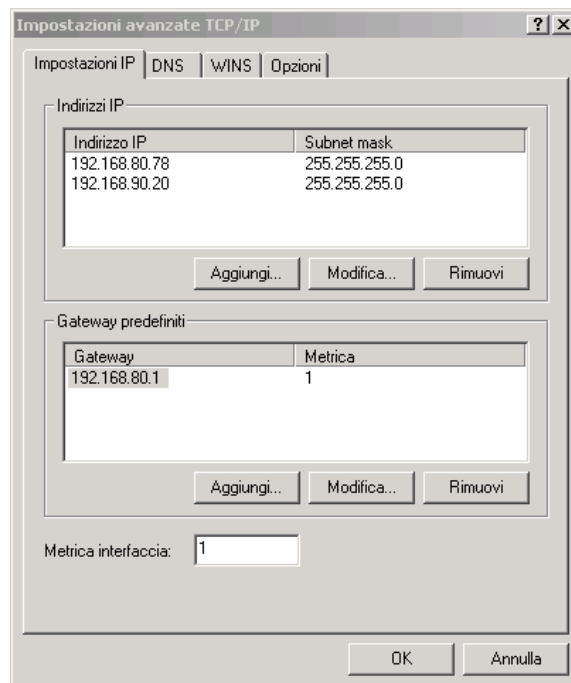 Impostazioni avanzate TCP/IP ? ×
Impostazioni IP DNS WINS Opzioni
Indirizzi IP
Indirizzo IP Subnet mask
192.168.80.78 255.255.255.0
192.168.90.20 255.255.255.0
Aggiungi... Modifica... Rimuovi
Gateway predefiniti
Gateway Metrica
192.168.80.1 1
Aggiungi... Modifica... Rimuovi
Metrica interfaccia: 1
OK Annulla